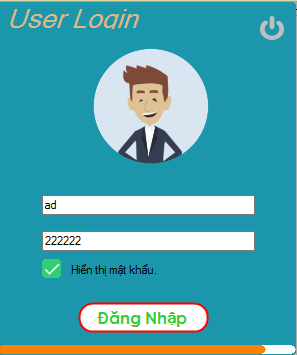 User Login
ad
222222
Hiển thị mật khẩu.
Đăng Nhập